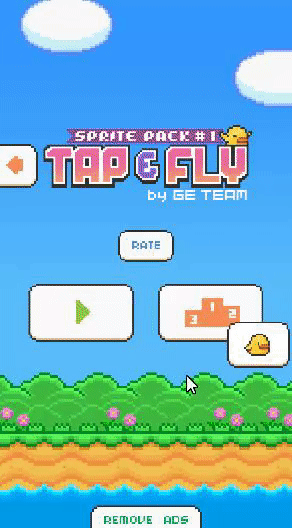 SPRITE PACK #1
TAP & FLY
by GE TEAM
RATE
1
3 2
REMOVE ADS